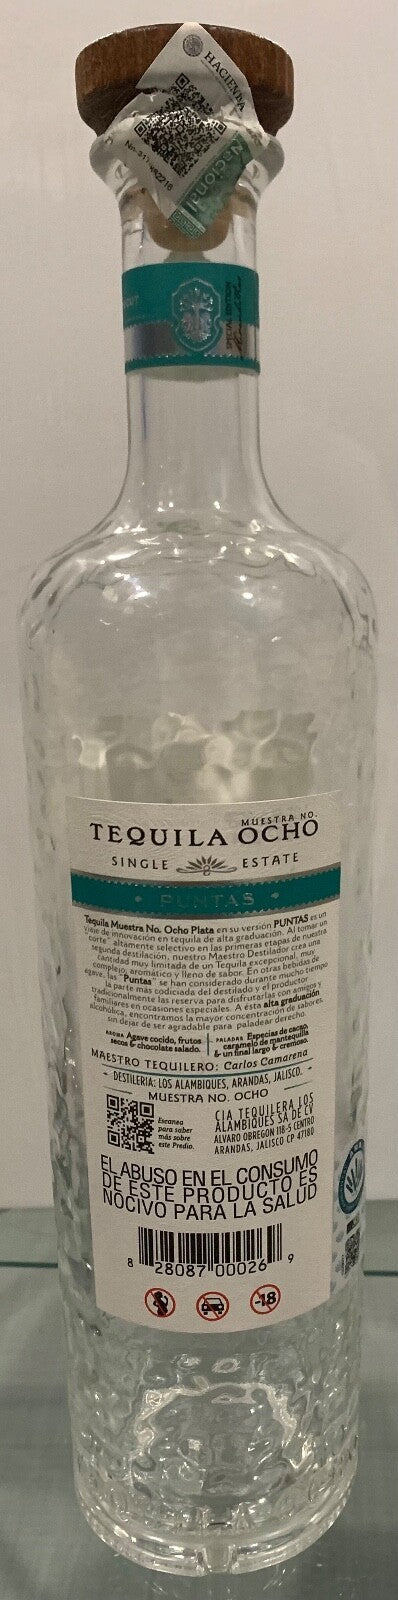 HACIENDA
Nacional
SPECIAL EDITION
MUESTRA NO.
TEQUILA OCHO
SINGLE ESTATE
PUNTAS
Tequila Muestra No. Ocho Plata en su versión PUNTAS es un
viaje de innovación en tequila de alta graduación. Al tomar un
corte" altamente selectivo en las primeras etapas de nuestra
segunda destilación, nuestro Maestro Destilador crea una
cantidad muy limitada de un Tequila excepcional, muy
complejo, aromático y lleno de sabor. En otras bebidas de
agave, las "Puntas" se han considerado durante mucho tiempo
la parte más codiciada del destilado y el productor
tradicionalmente las reserva para disfrutarlas con amigos y
familiares en ocasiones especiales. A ésta alta graduación
alcohólica, encontramos la mayor concentración de sabores,
sin dejar de ser agradable para paladear derecho.
AROMA Agave cocido, frutos
secos & chocolate salado.
PALADAR Especias de cacao,
caramelo de mantequilla
& un final largo & cremoso.
MAESTRO TEQUILERO: Carlos Camarena
DESTILERIA: LOS ALAMBIQUES, ARANDAS, JALISCO.
MUESTRA NO. OCHO
Escanea
para saber
más sobre
este Predio.
CIA TEQUILERA LOS
ALAMBIQUES SA DE CV
ALVARO OBREGON 118-5 CENTRO
ARANDAS, JALISCO CP 47180
EL ABUSO EN EL CONSUMO
DE ESTE PRODUCTO ES
NOCIVO PARA LA SALUD
8 28087 00026 9
-18